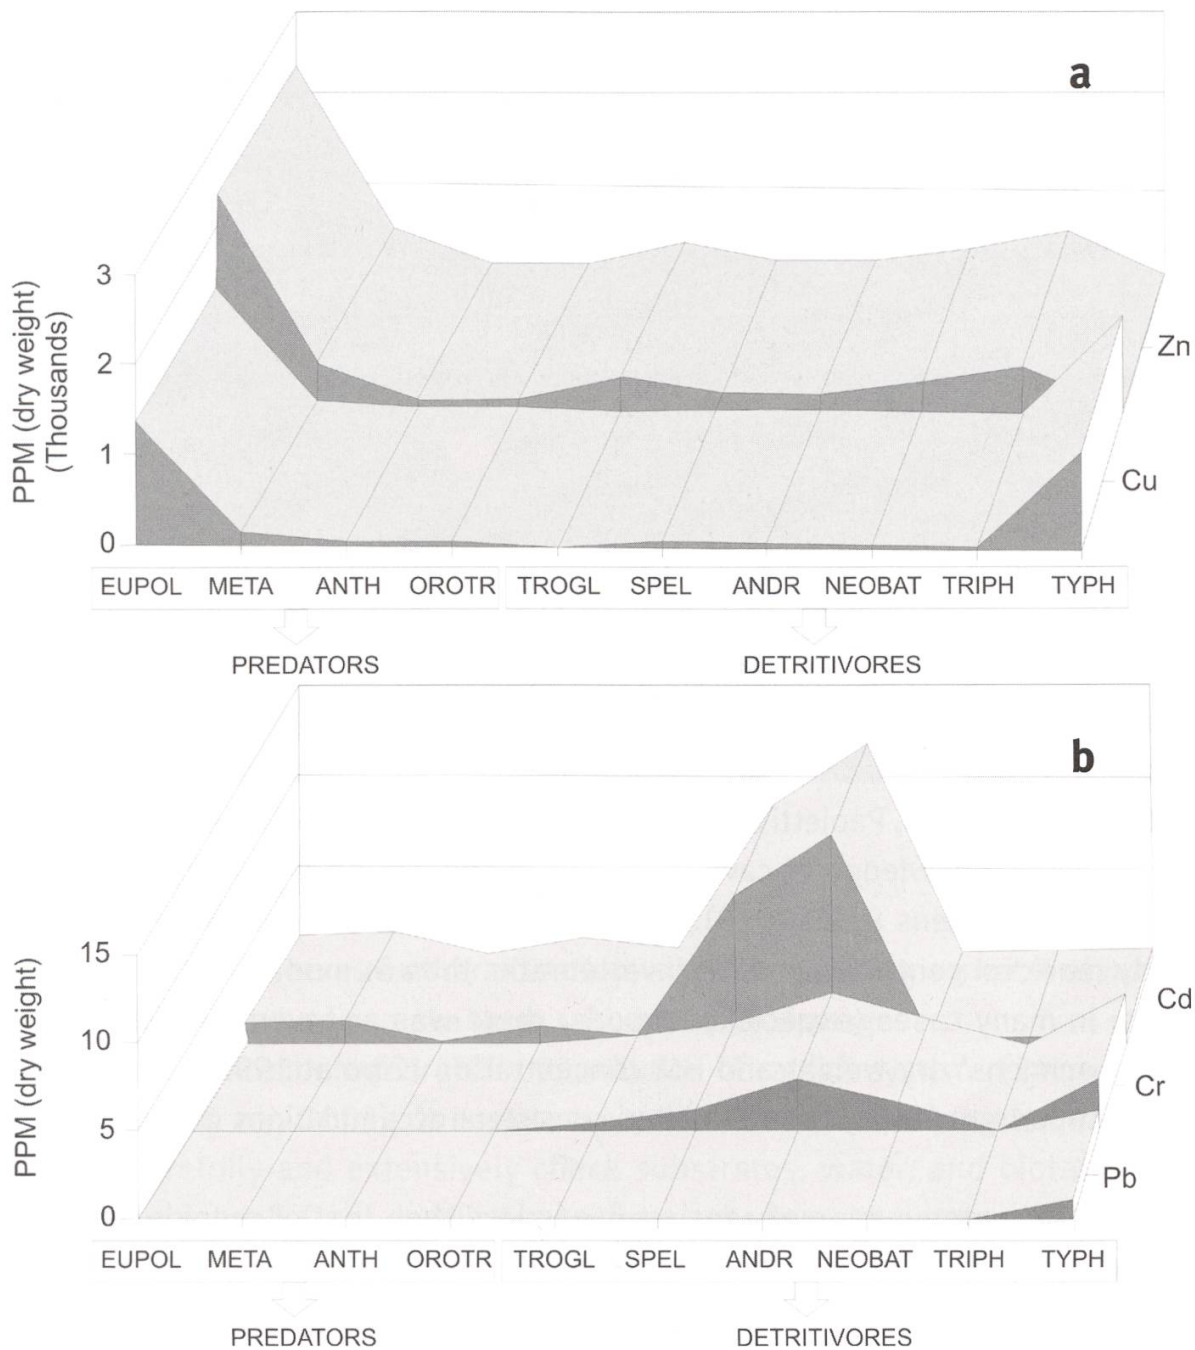 a
3
2
1
0
PPM (dry weight)
(Thousands)
Zn
Cu
EUPOL META ANTH OROTR TROGL SPEL ANDR NEOBAT TRIPH TYPH
PREDATORS DETRITIVORES
b
15
10
5
0
PPM (dry weight)
Cd
Cr
Pb
EUPOL META ANTH OROTR TROGL SPEL ANDR NEOBAT TRIPH TYPH
PREDATORS DETRITIVORES